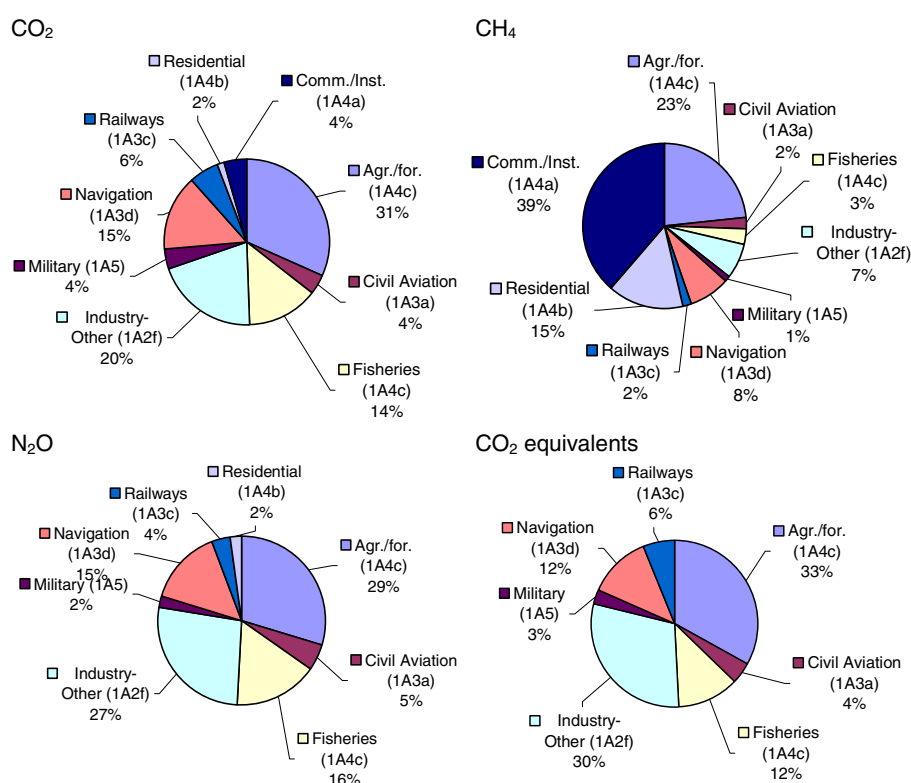 CO₂
Residential
(1A4b)
2%
Comm./Inst.
(1A4a)
4%
Railways
(1A3c)
6%
Agr./for.
(1A4c)
31%
Navigation
(1A3d)
15%
Military (1A5)
4%
Civil Aviation
(1A3a)
4%
Industry-
Other (1A2f)
20%
Fisheries
(1A4c)
14%
CH₄
Agr./for.
(1A4c)
23%
Civil Aviation
(1A3a)
2%
Comm./Inst.
(1A4a)
39%
Fisheries
(1A4c)
3%
Industry-
Other (1A2f)
7%
Residential
(1A4b)
15%
Military (1A5)
1%
Railways
(1A3c)
2%
Navigation
(1A3d)
8%
N₂O
Residential
(1A4b)
2%
Railways
(1A3c)
4%
Navigation
(1A3d)
15%
Agr./for.
(1A4c)
29%
Military (1A5)
2%
Civil Aviation
(1A3a)
5%
Industry-
Other (1A2f)
27%
Fisheries
(1A4c)
16%
CO₂ equivalents
Railways
(1A3c)
6%
Navigation
(1A3d)
12%
Agr./for.
(1A4c)
33%
Military
(1A5)
3%
Civil Aviation
(1A3a)
4%
Industry-
Other (1A2f)
30%
Fisheries
(1A4c)
12%